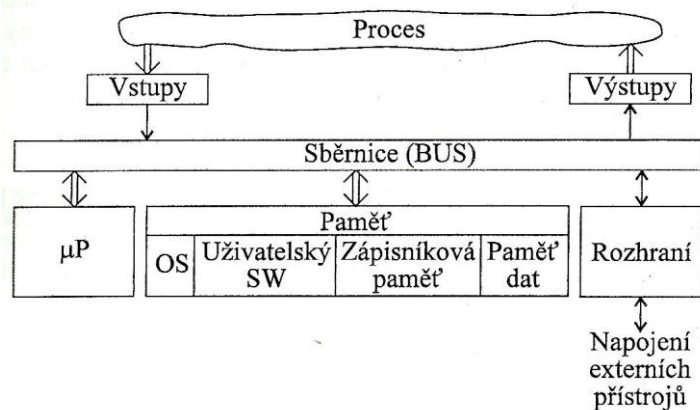 Proces
Vstupy
Výstupy
Sběrnice (BUS)
µP
Paměť
OS
Uživatelský
SW
Zápisníková
paměť
Paměť
dat
Rozhraní
Napojení
externích
přístrojů